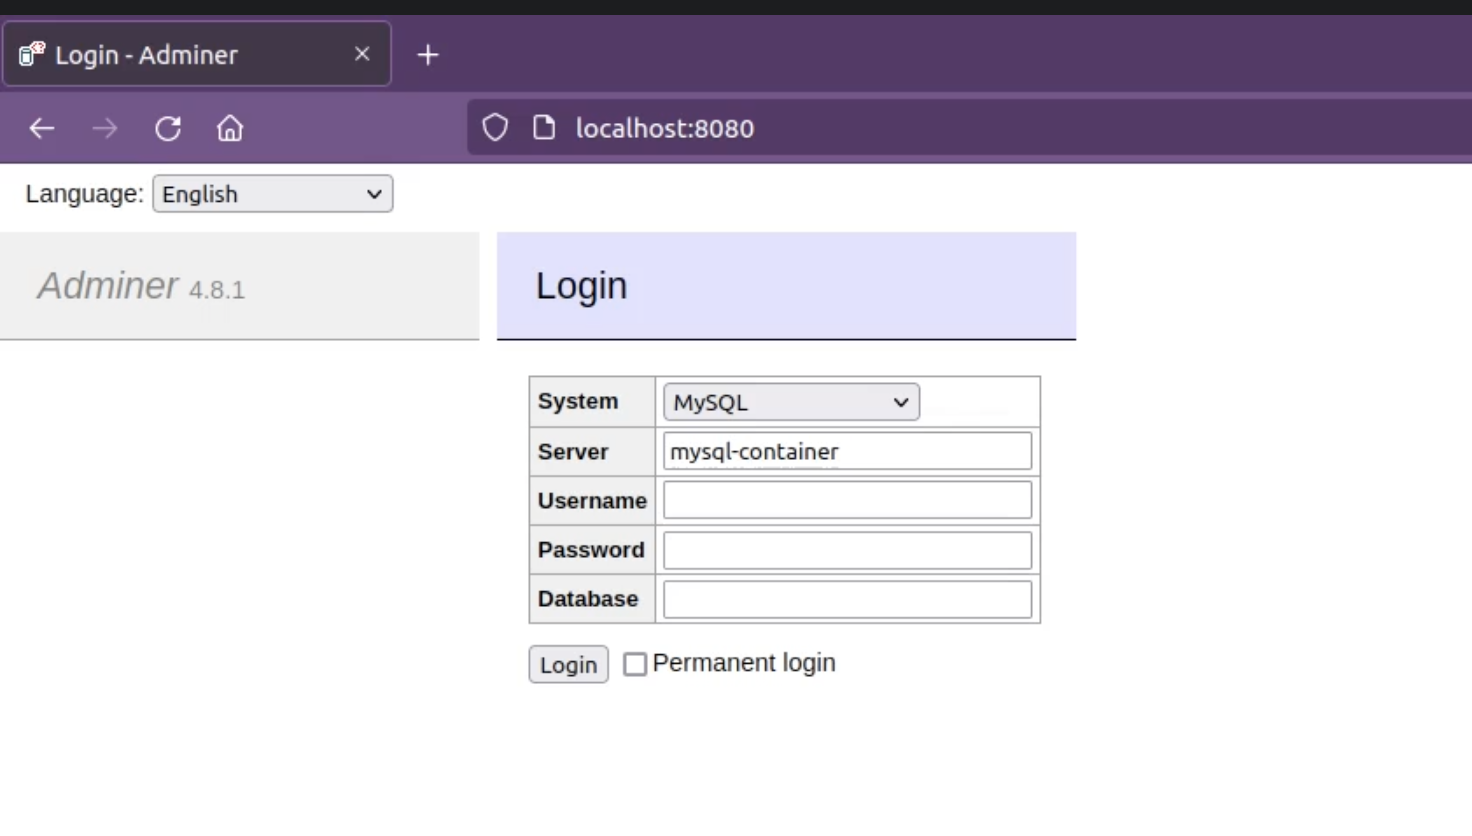 Login - Adminer
localhost:8080
Language: English
Adminer 4.8.1
Login
System MySQL
Server mysql-container
Username
Password
Database
Login Permanent login